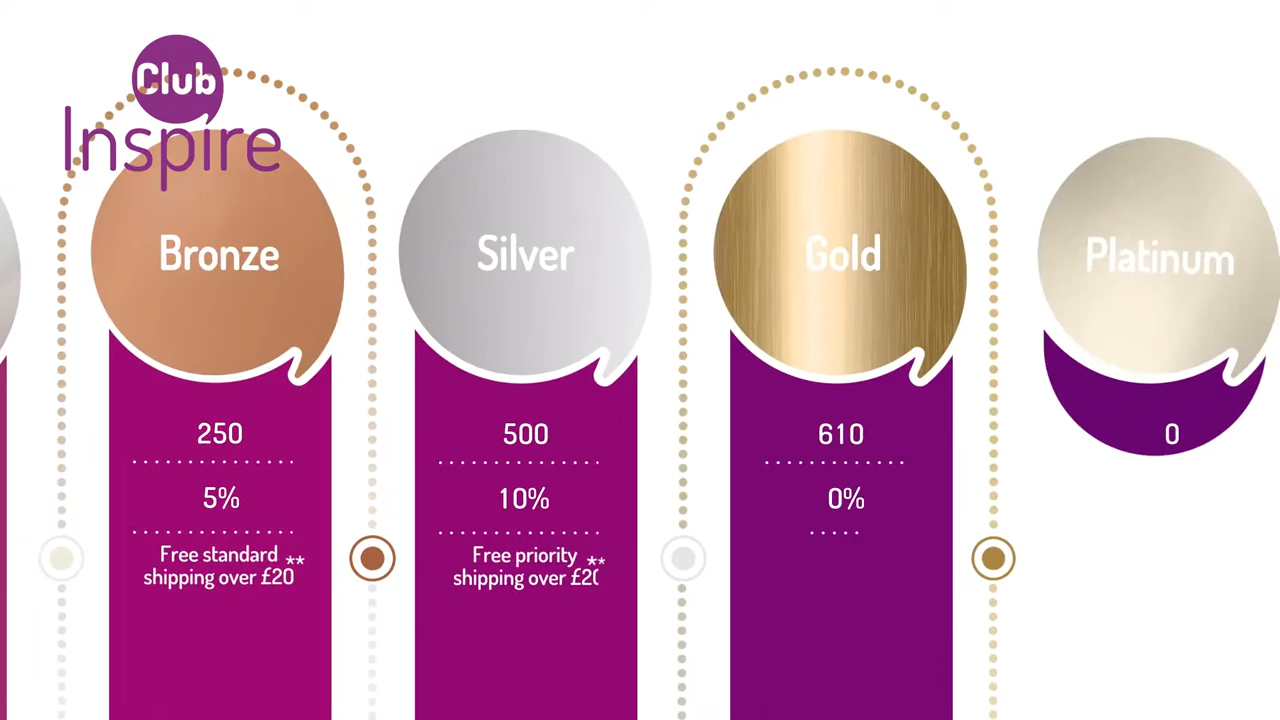 Club
Inspire
Bronze
250
5%
Free standard
shipping over £20**
Silver
500
10%
Free priority **
shipping over £2
Gold
610
0%
Platinum
0